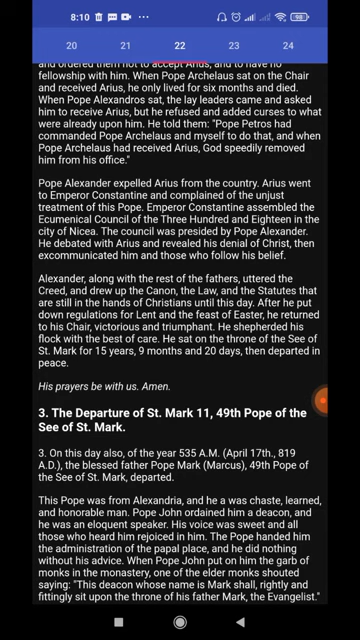 8:10
98
20 21 22 23 24
and ordered them not to accept Arius, and to have no
fellowship with him. When Pope Archelaus sat on the Chair
and received Arius, he only lived for six months and died.
When Pope Alexandros sat, the lay leaders came and asked
him to receive Arius, but he refused and added curses to what
were already upon him. He told them: "Pope Petros had
commanded Pope Archelaus and myself to do that, and when
Pope Archelaus had received Arius, God speedily removed
him from his office."
Pope Alexander expelled Arius from the country. Arius went
to Emperor Constantine and complained of the unjust
treatment of this Pope. Emperor Constantine assembled the
Ecumenical Council of the Three Hundred and Eighteen in the
city of Nicea. The council was presided by Pope Alexander.
He debated with Arius and revealed his denial of Christ, then
excommunicated him and those who follow his belief.
Alexander, along with the rest of the fathers, uttered the
Creed, and drew up the Canon, the Law, and the Statutes that
are still in the hands of Christians until this day. After he put
down regulations for Lent and the feast of Easter, he returned
to his Chair, victorious and triumphant. He shepherded his
flock with the best of care. He sat on the throne of the See of
St. Mark for 15 years, 9 months and 20 days, then departed in
peace.
His prayers be with us. Amen.
3. The Departure of St. Mark 11, 49th Pope of the
See of St. Mark.
3. On this day also, of the year 535 A.M. (April 17th., 819
A.D.), the blessed father Pope Mark (Marcus), 49th Pope of
the See of St. Mark, departed.
This Pope was from Alexandria, and he a was chaste, learned,
and honorable man. Pope John ordained him a deacon, and
he was an eloquent speaker. His voice was sweet and all
those who heard him rejoiced in him. The Pope handed him
the administration of the papal place, and he did nothing
without his advice. When Pope John put on him the garb of
monks in the monastery, one of the elder monks shouted
saying: "This deacon whose name is Mark shall, rightly and
fittingly sit upon the throne of his father Mark, the Evangelist."